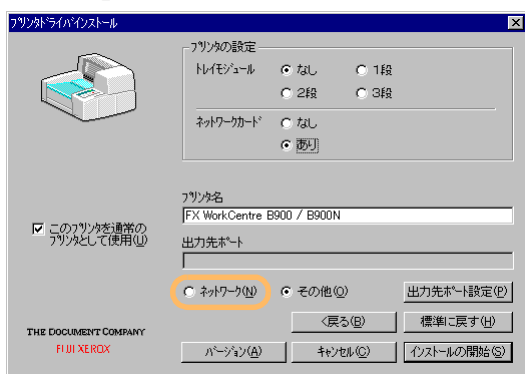 プリンタドライバインストール
プリンタの設定
トレイモジュール なし 1段
2段 3段
ネットワークカード なし
あり
プリンタ名
FX WorkCentre B900 / B900N
このプリンタを通常の
プリンタとして使用(U)
出力先ポート
ネットワーク(N) その他(O) 出力先ポート設定(P)
<戻る(B) 標準に戻す(H)
THE DOCUMENT COMPANY
FUJI XEROX
バージョン(A) キャンセル(C) インストールの開始(S)